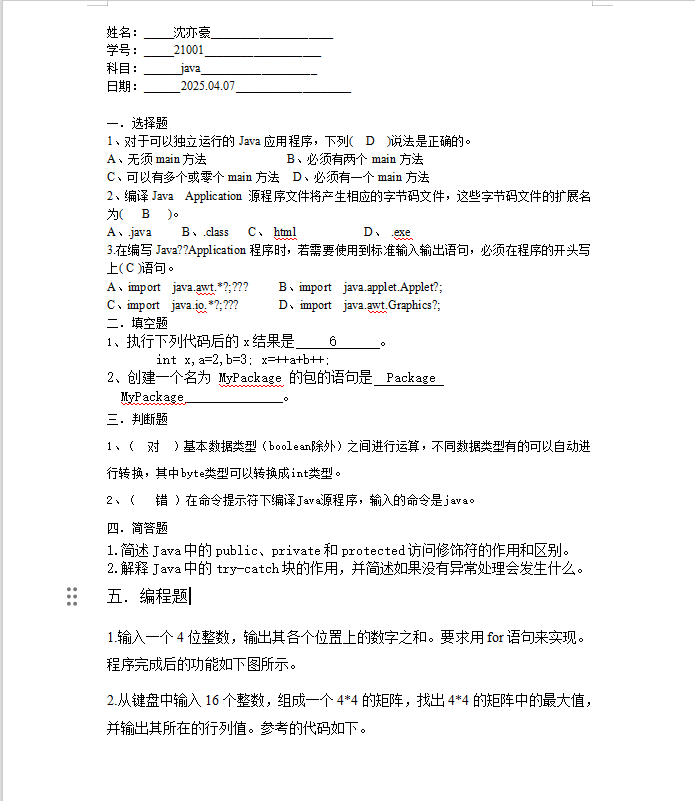 姓名：_____沈亦豪____________________
学号：_____21001___________________
科目：______java___________________
日期：______2025.04.07___________________
一．选择题
1、对于可以独立运行的 Java 应用程序，下列( D )说法是正确的。
A、无须 main 方法 B、必须有两个 main 方法
C、可以有多个或零个 main 方法 D、必须有一个 main 方法
2、编译 Java Application 源程序文件将产生相应的字节码文件，这些字节码文件的扩展名
为( B )。
A、.java B、.class C、 html D、 .exe
3.在编写 Java??Application 程序时，若需要使用到标准输入输出语句，必须在程序的开头写
上( C )语句。
A、import java.awt.*?;??? B、import java.applet.Applet?;
C、import java.io.*?;??? D、import java.awt.Graphics?;
二．填空题
1、执行下列代码后的 x 结果是_____6______。
int x,a=2,b=3; x=++a+b++;
2、创建一个名为 MyPackage 的包的语句是__Package
MyPackage_____________。
三．判断题
1、( 对 ）基本数据类型（boolean除外）之间进行运算，不同数据类型有的可以自动进
行转换，其中byte类型可以转换成int类型。
2、( 错 ）在命令提示符下编译Java源程序，输入的命令是java。
四．简答题
1.简述 Java 中的 public、private 和 protected 访问修饰符的作用和区别。
2.解释 Java 中的 try-catch 块的作用，并简述如果没有异常处理会发生什么。
五．编程题
1.输入一个 4 位整数，输出其各个位置上的数字之和。要求用 for 语句来实现。
程序完成后的功能如下图所示。
2.从键盘中输入 16 个整数，组成一个 4*4 的矩阵，找出 4*4 的矩阵中的最大值，
并输出其所在的行列值。参考的代码如下。